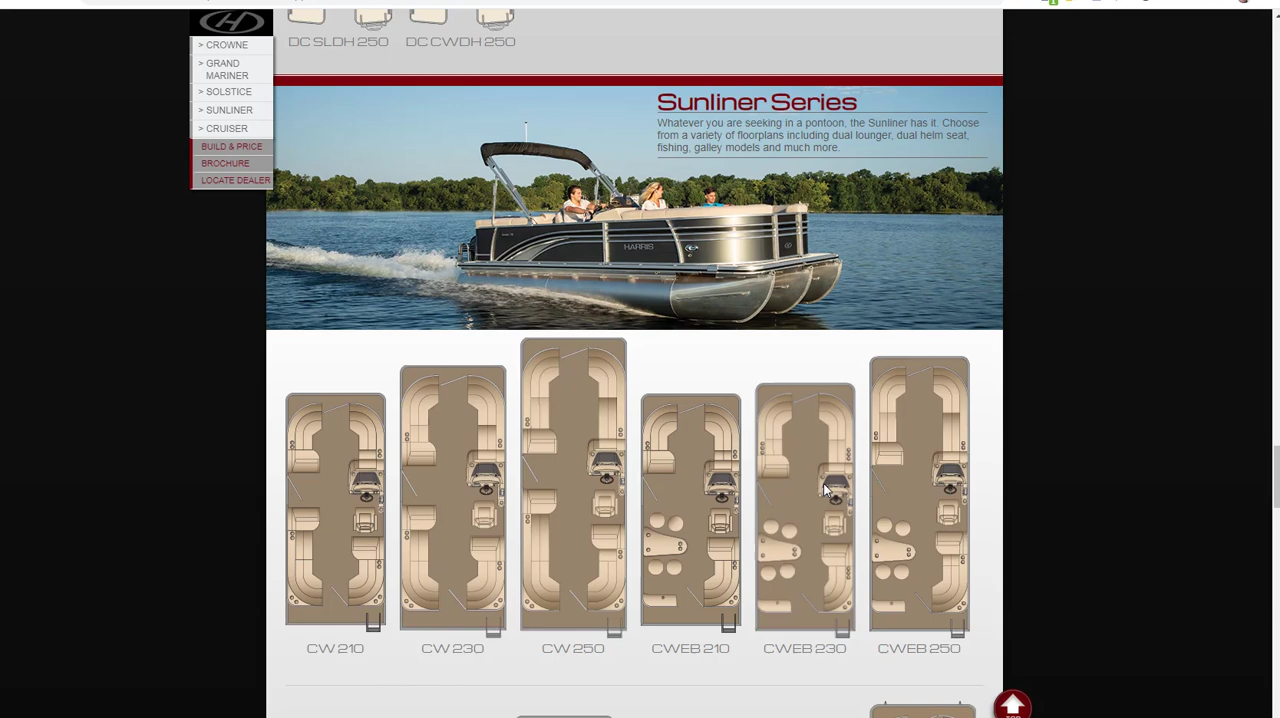 DC SLDH 250 DC CWDH 250
> CROWNE
> GRAND
MARINER
> SOLSTICE
> SUNLINER
> CRUISER
BUILD & PRICE
BROCHURE
LOCATE DEALER
Sunliner Series
Whatever you are seeking in a pontoon, the Sunliner has it. Choose
from a variety of floorplans including dual lounger, dual helm seat,
fishing, galley models and much more.
HARRIS
CW 210 CW 230 CW 250 CWEB 210 CWEB 230 CWEB 250